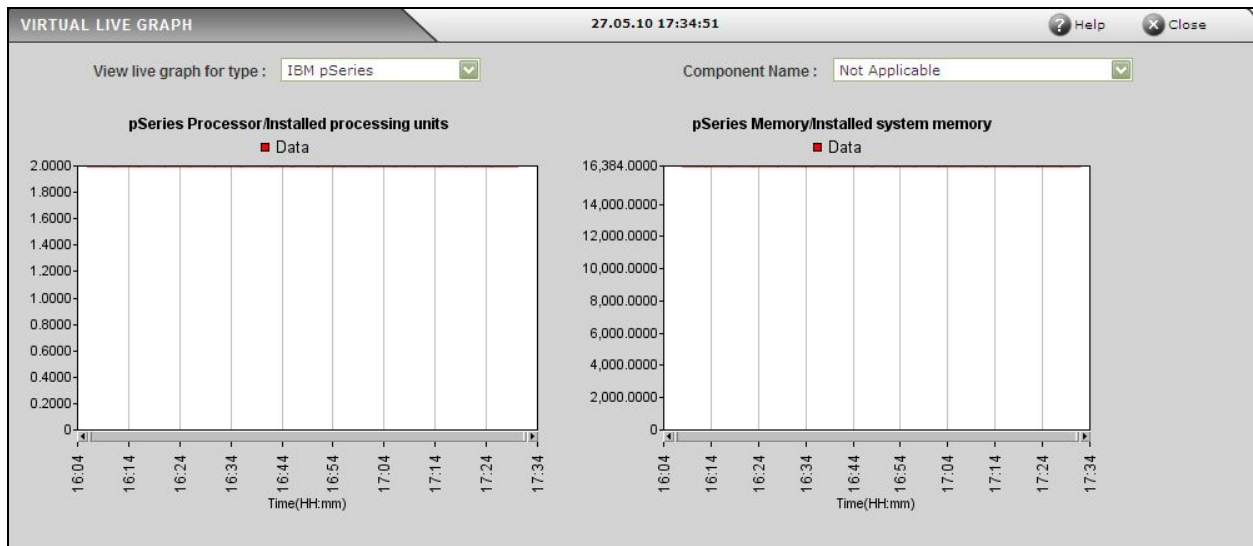 VIRTUAL LIVE GRAPH 27.05.10 17:34:51 ? Help X Close
View live graph for type : IBM pSeries Component Name : Not Applicable
pSeries Processor/Installed processing units
Data
2.0000
1.8000
1.6000
1.4000
1.2000
1.0000
0.8000
0.6000
0.4000
0.2000
0
16:04 16:14 16:24 16:34 16:44 16:54 17:04 17:14 17:24 17:34
Time(HH:mm)
pSeries Memory/Installed system memory
Data
16,384.0000
14,000.0000
12,000.0000
10,000.0000
8,000.0000
6,000.0000
4,000.0000
2,000.0000
0
16:04 16:14 16:24 16:34 16:44 16:54 17:04 17:14 17:24 17:34
Time(HH:mm)